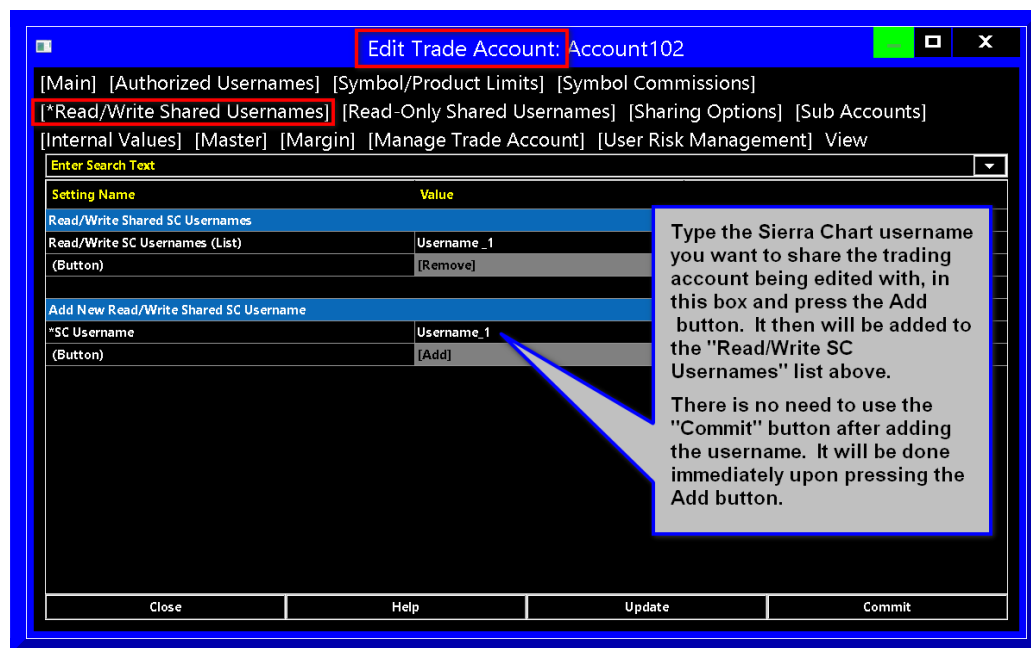 Edit Trade Account: Account102
[Main] [Authorized Usernames] [Symbol/Product Limits] [Symbol Commissions]
[*Read/Write Shared Usernames] [Read-Only Shared Usernames] [Sharing Options] [Sub Accounts]
[Internal Values] [Master] [Margin] [Manage Trade Account] [User Risk Management] View
Enter Search Text
Setting Name Value
Read/Write Shared SC Usernames
Read/Write SC Usernames (List) Username _1
(Button) [Remove]
Add New Read/Write Shared SC Username
*SC Username Username_1
(Button) [Add]
Type the Sierra Chart username
you want to share the trading
account being edited with, in
this box and press the Add
button. It then will be added to
the "Read/Write SC
Usernames" list above.
There is no need to use the
"Commit" button after adding
the username. It will be done
immediately upon pressing the
Add button.
Close Help Update Commit